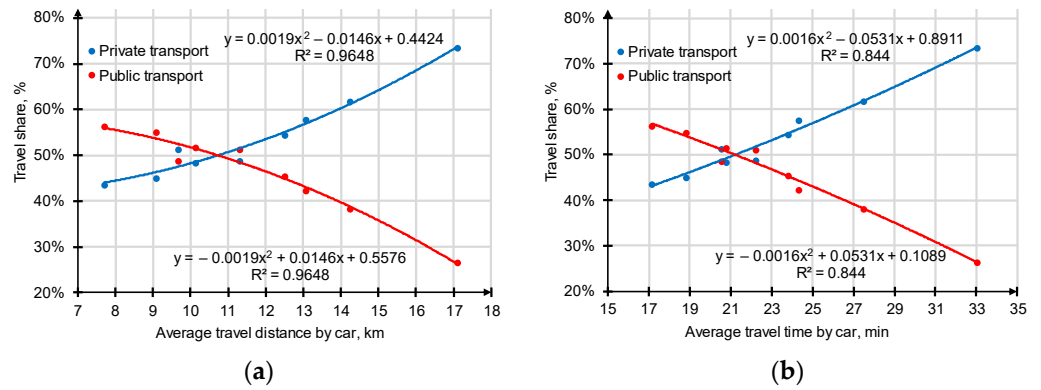 80%
70%
60%
50%
40%
30%
20%
Travel share, %
Private transport
Public transport
y = 0.0019x² − 0.0146x + 0.4424
R² = 0.9648
y = − 0.0019x² + 0.0146x + 0.5576
R² = 0.9648
7 8 9 10 11 12 13 14 15 16 17 18
Average travel distance by car, km
(a)
80%
70%
60%
50%
40%
30%
20%
Travel share, %
Private transport
Public transport
y = 0.0016x² − 0.0531x + 0.8911
R² = 0.844
y = − 0.0016x² + 0.0531x + 0.1089
R² = 0.844
15 17 19 21 23 25 27 29 31 33 35
Average travel time by car, min
(b)